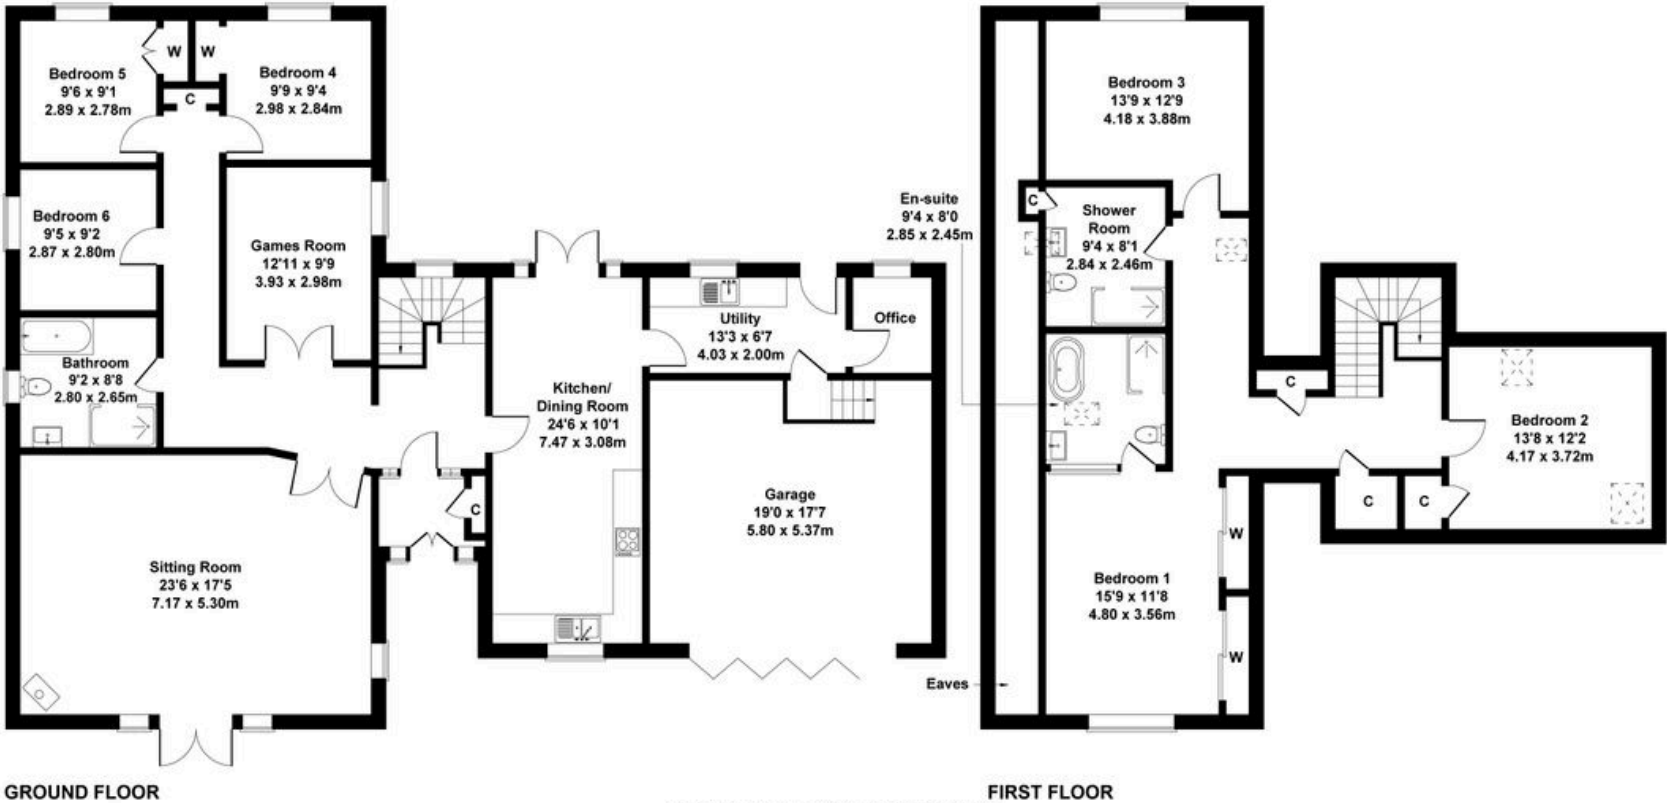 Bedroom 5
9'6 x 9'1
2.89 x 2.78m
W
W
C
Bedroom 4
9'9 x 9'4
2.98 x 2.84m
Bedroom 6
9'5 x 9'2
2.87 x 2.80m
Games Room
12'11 x 9'9
3.93 x 2.98m
Bathroom
9'2 x 8'8
2.80 x 2.65m
Sitting Room
23'6 x 17'5
7.17 x 5.30m
C
Kitchen/
Dining Room
24'6 x 10'1
7.47 x 3.08m
Utility
13'3 x 6'7
4.03 x 2.00m
Office
Garage
19'0 x 17'7
5.80 x 5.37m
GROUND FLOOR
En-suite
9'4 x 8'0
2.85 x 2.45m
Bedroom 3
13'9 x 12'9
4.18 x 3.88m
C
Shower
Room
9'4 x 8'1
2.84 x 2.46m
C
Bedroom 2
13'8 x 12'2
4.17 x 3.72m
C
C
Bedroom 1
15'9 x 11'8
4.80 x 3.56m
W
W
Eaves
FIRST FLOOR